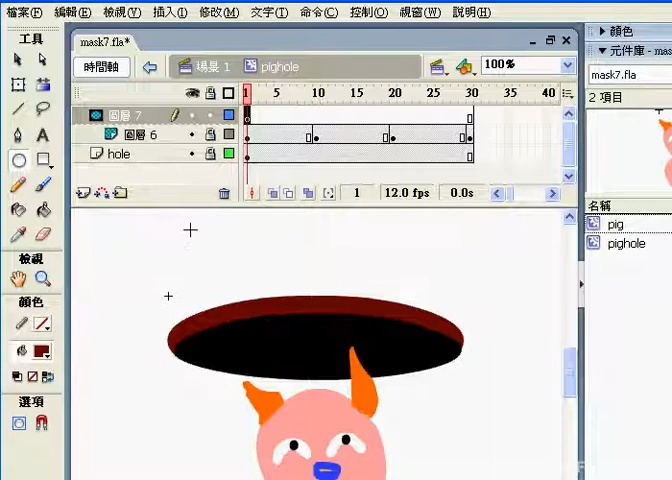 檔案(F) 編輯(E) 檢視(V) 插入(I) 修改(M) 文字(T) 命令(C) 控制(O) 視窗(W) 說明(H)
工具
mask7.fla*
時間軸
場景 1
pighole
100%
1 5 10 15 20 25 30 35 40
圖層 7
圖層 6
hole
1 12.0 fps 0.0s
檢視
顏色
選項
顏色
元件庫 - mas
mask7.fla
2 項目
名稱
pig
pighole